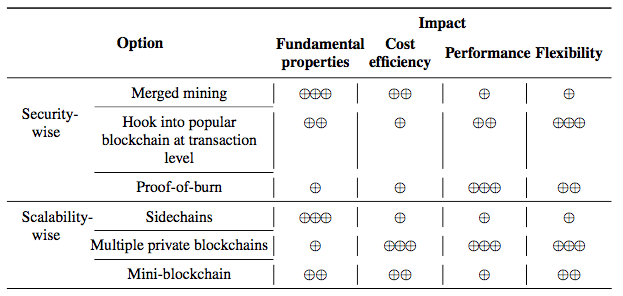 Impact
Option
Fundamental properties Cost efficiency Performance Flexibility
Security-wise
Merged mining ⊕⊕⊕ ⊕⊕ ⊕ ⊕
Hook into popular blockchain at transaction level ⊕⊕ ⊕ ⊕⊕ ⊕⊕⊕
Proof-of-burn ⊕ ⊕ ⊕⊕⊕ ⊕⊕
Scalability-wise
Sidechains ⊕⊕⊕ ⊕ ⊕ ⊕
Multiple private blockchains ⊕ ⊕⊕⊕ ⊕⊕⊕ ⊕⊕⊕
Mini-blockchain ⊕⊕ ⊕⊕ ⊕ ⊕⊕